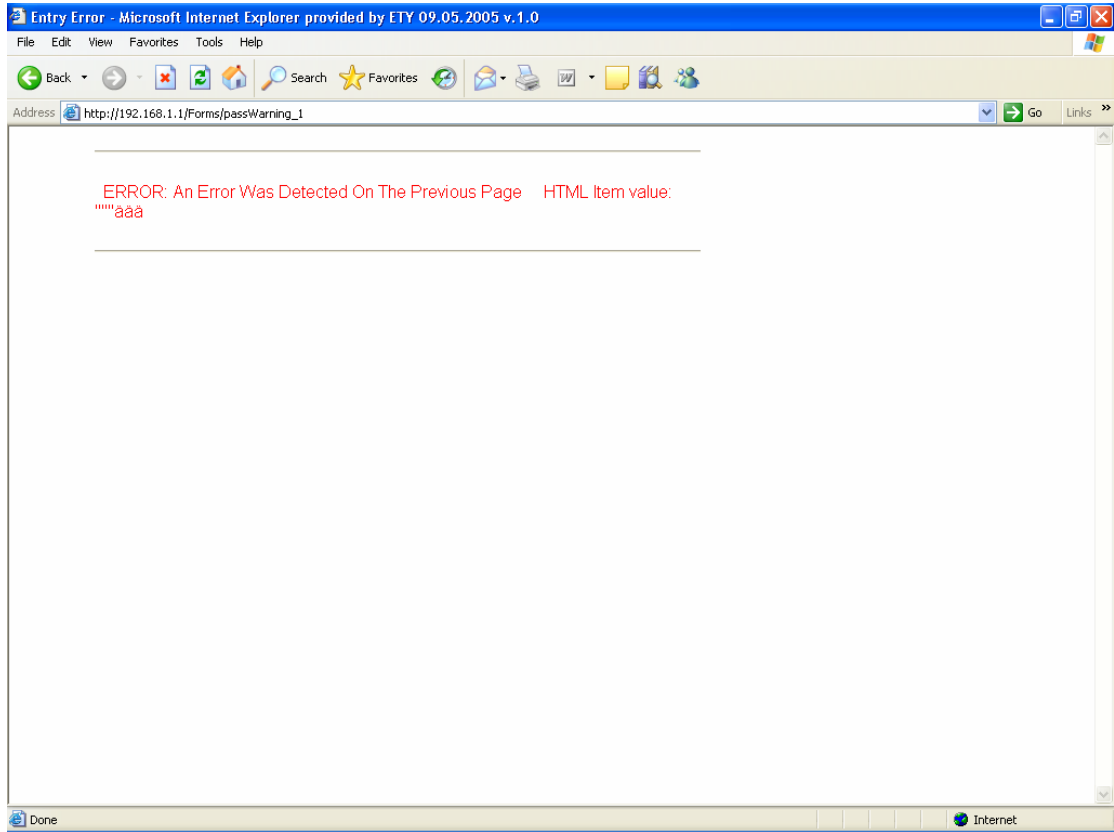 Entry Error - Microsoft Internet Explorer provided by ETY 09.05.2005 v.1.0
File Edit View Favorites Tools Help
Back Search Favorites
Address http://192.168.1.1/Forms/passWarning_1 Go Links »
ERROR: An Error Was Detected On The Previous Page HTML Item value:
"""äää
Done Internet